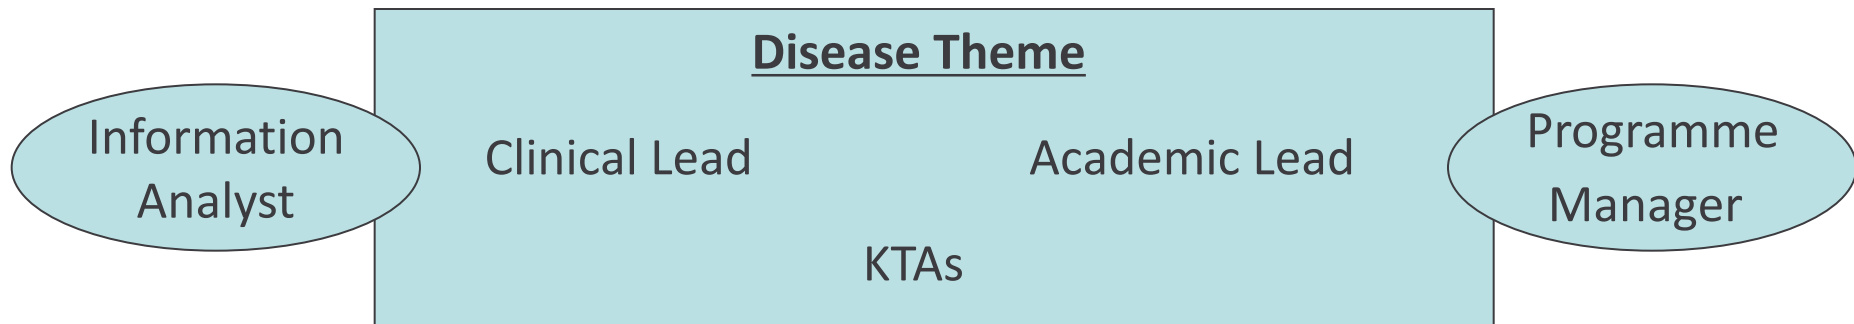 Disease Theme
Information
Analyst
Clinical Lead
Academic Lead
Programme
Manager
KTAs